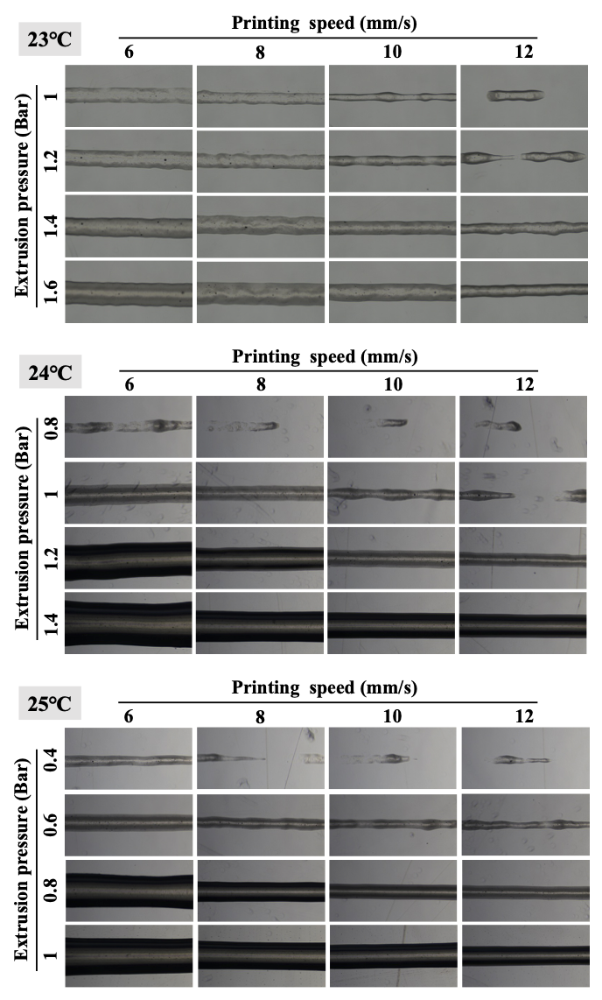 23℃
Printing speed (mm/s)
6 8 10 12
Extrusion pressure (Bar)
1
1.2
1.4
1.6
24℃
Printing speed (mm/s)
6 8 10 12
Extrusion pressure (Bar)
0.8
1
1.2
1.4
25℃
Printing speed (mm/s)
6 8 10 12
Extrusion pressure (Bar)
0.4
0.6
0.8
1